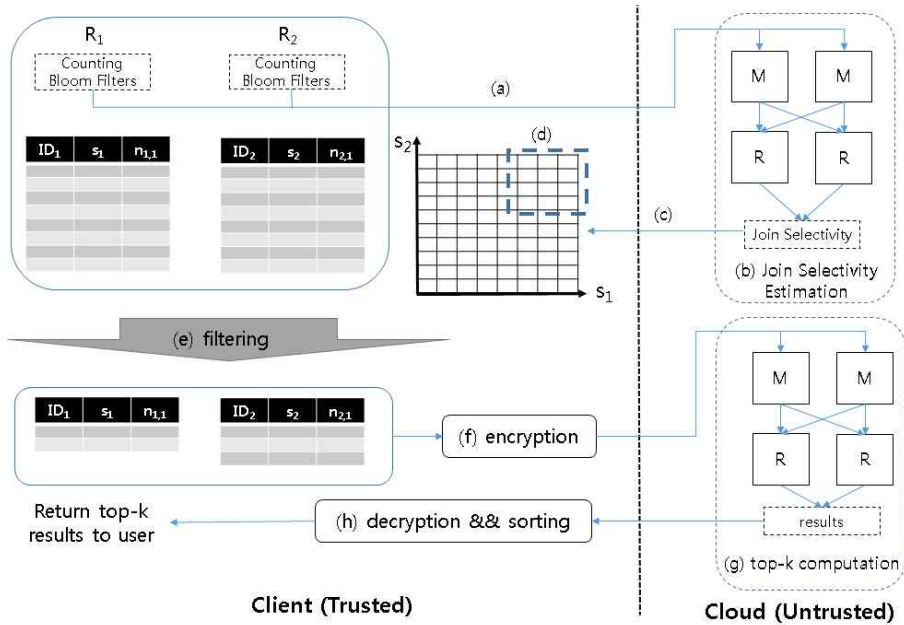 R1
R2
Counting
Bloom Filters
Counting
Bloom Filters
(a)
M
M
R
R
Join Selectivity
(b) Join Selectivity
Estimation
ID1 s1 n1,1
ID2 s2 n2,1
s2
(d)
(c)
s1
(e) filtering
ID1 s1 n1,1
ID2 s2 n2,1
(f) encryption
M
M
R
R
results
(g) top-k computation
(h) decryption && sorting
Return top-k
results to user
Client (Trusted)
Cloud (Untrusted)